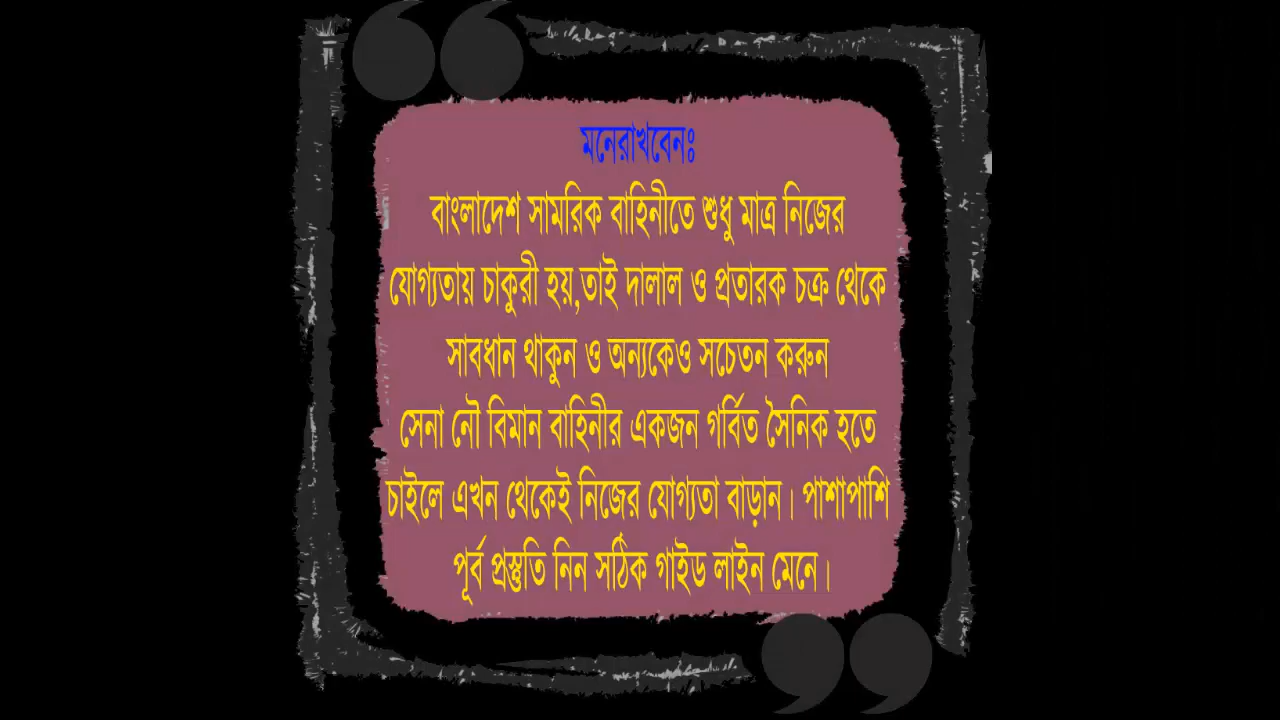 মনেরাখবেনঃ
বাংলাদেশ সামরিক বাহিনীতে শুধু মাত্র নিজের
যোগ্যতায় চাকুরী হয়,তাই দালাল ও প্রতারক চক্র থেকে
সাবধান থাকুন ও অন্যকেও সচেতন করুন
সেনা নৌ বিমান বাহিনীর একজন গর্বিত সৈনিক হতে
চাইলে এখন থেকেই নিজের যোগ্যতা বাড়ান। পাশাপাশি
পূর্ব প্রস্তুতি নিন সঠিক গাইড লাইন মেনে।